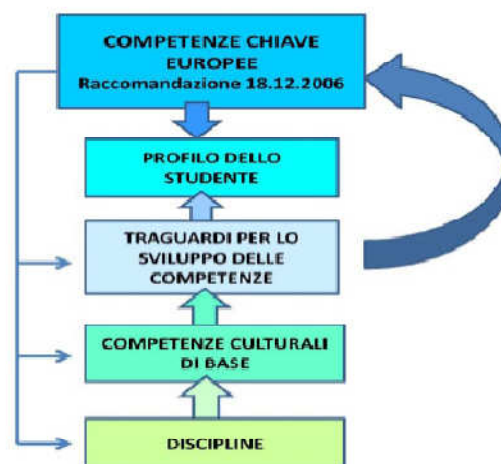 COMPETENZE CHIAVE
EUROPEE
Raccomandazione 18.12.2006
PROFILO DELLO
STUDENTE
TRAGUARDI PER LO
SVILUPPO DELLE
COMPETENZE
COMPETENZE CULTURALI
DI BASE
DISCIPLINE